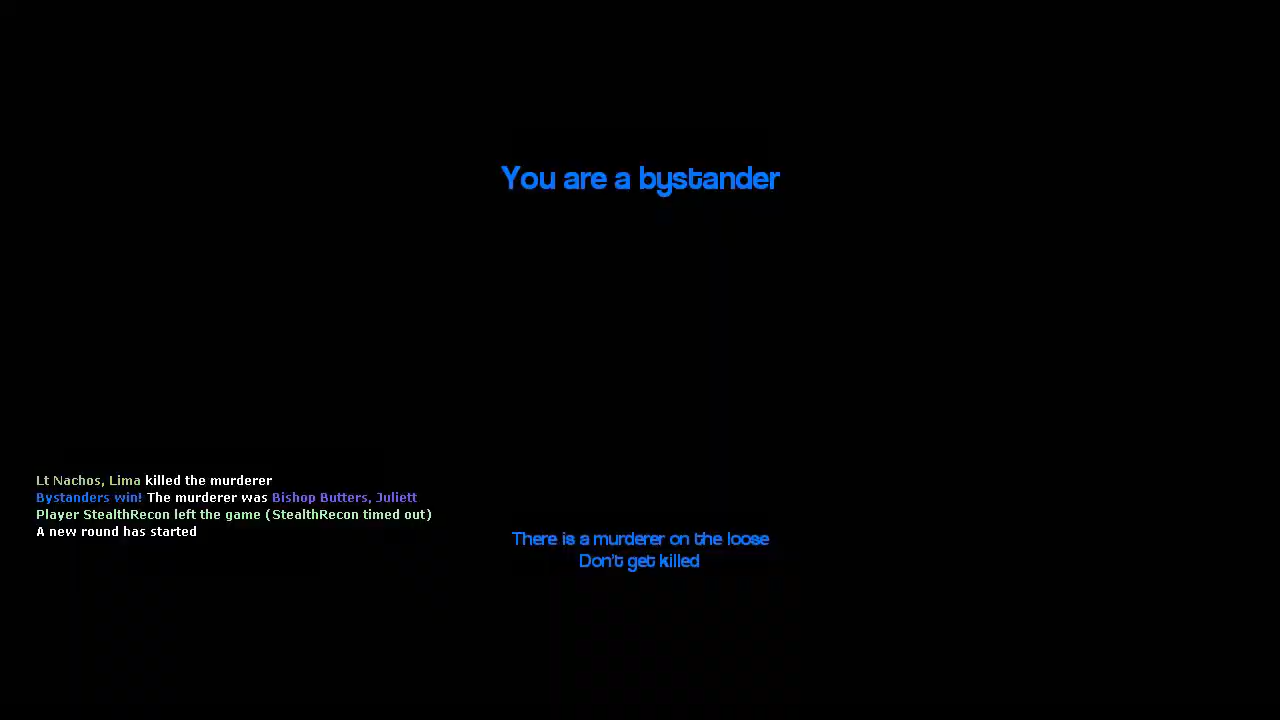 You are a bystander
Lt Nachos, Lima killed the murderer
Bystanders win! The murderer was Bishop Butters, Juliett
Player StealthRecon left the game (StealthRecon timed out)
A new round has started
There is a murderer on the loose
Don't get killed